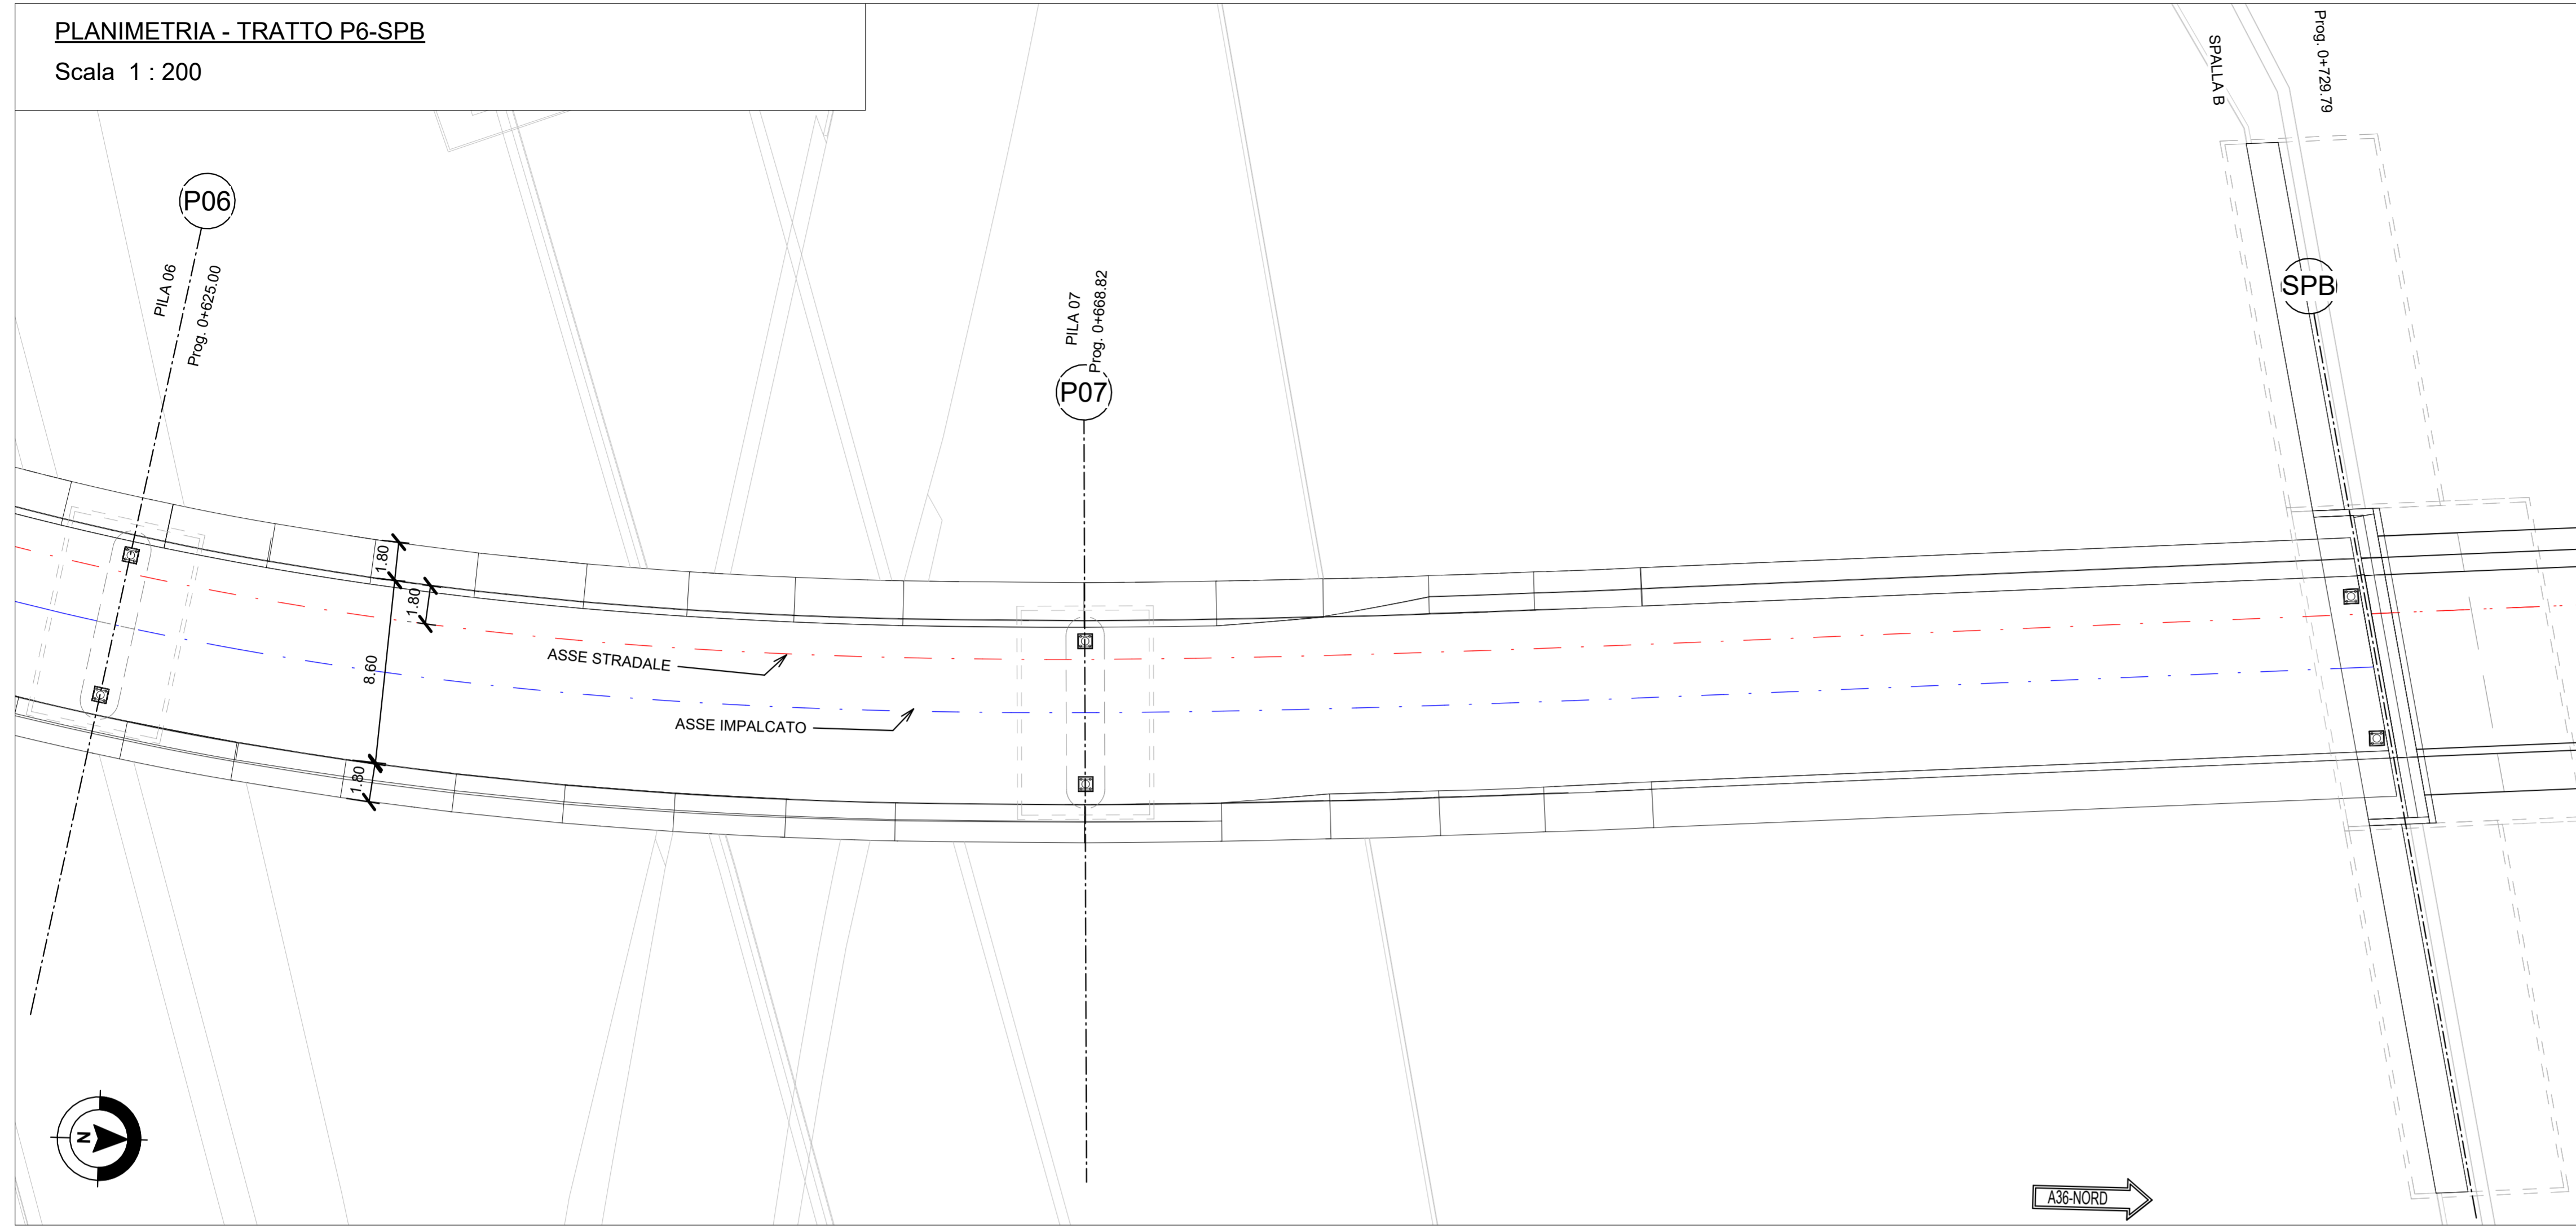 PLANIMETRIA - TRATTO P6-SPB
Scala 1 : 200
P06
PILA 06
Prog. 0+625.00
PILA 07
Prog. 0+668.82
P07
SPALLA B
Prog. 0+729.79
SPB
1.80
1.80
8.60
1.80
ASSE STRADALE
ASSE IMPALCATO
N
A36-NORD